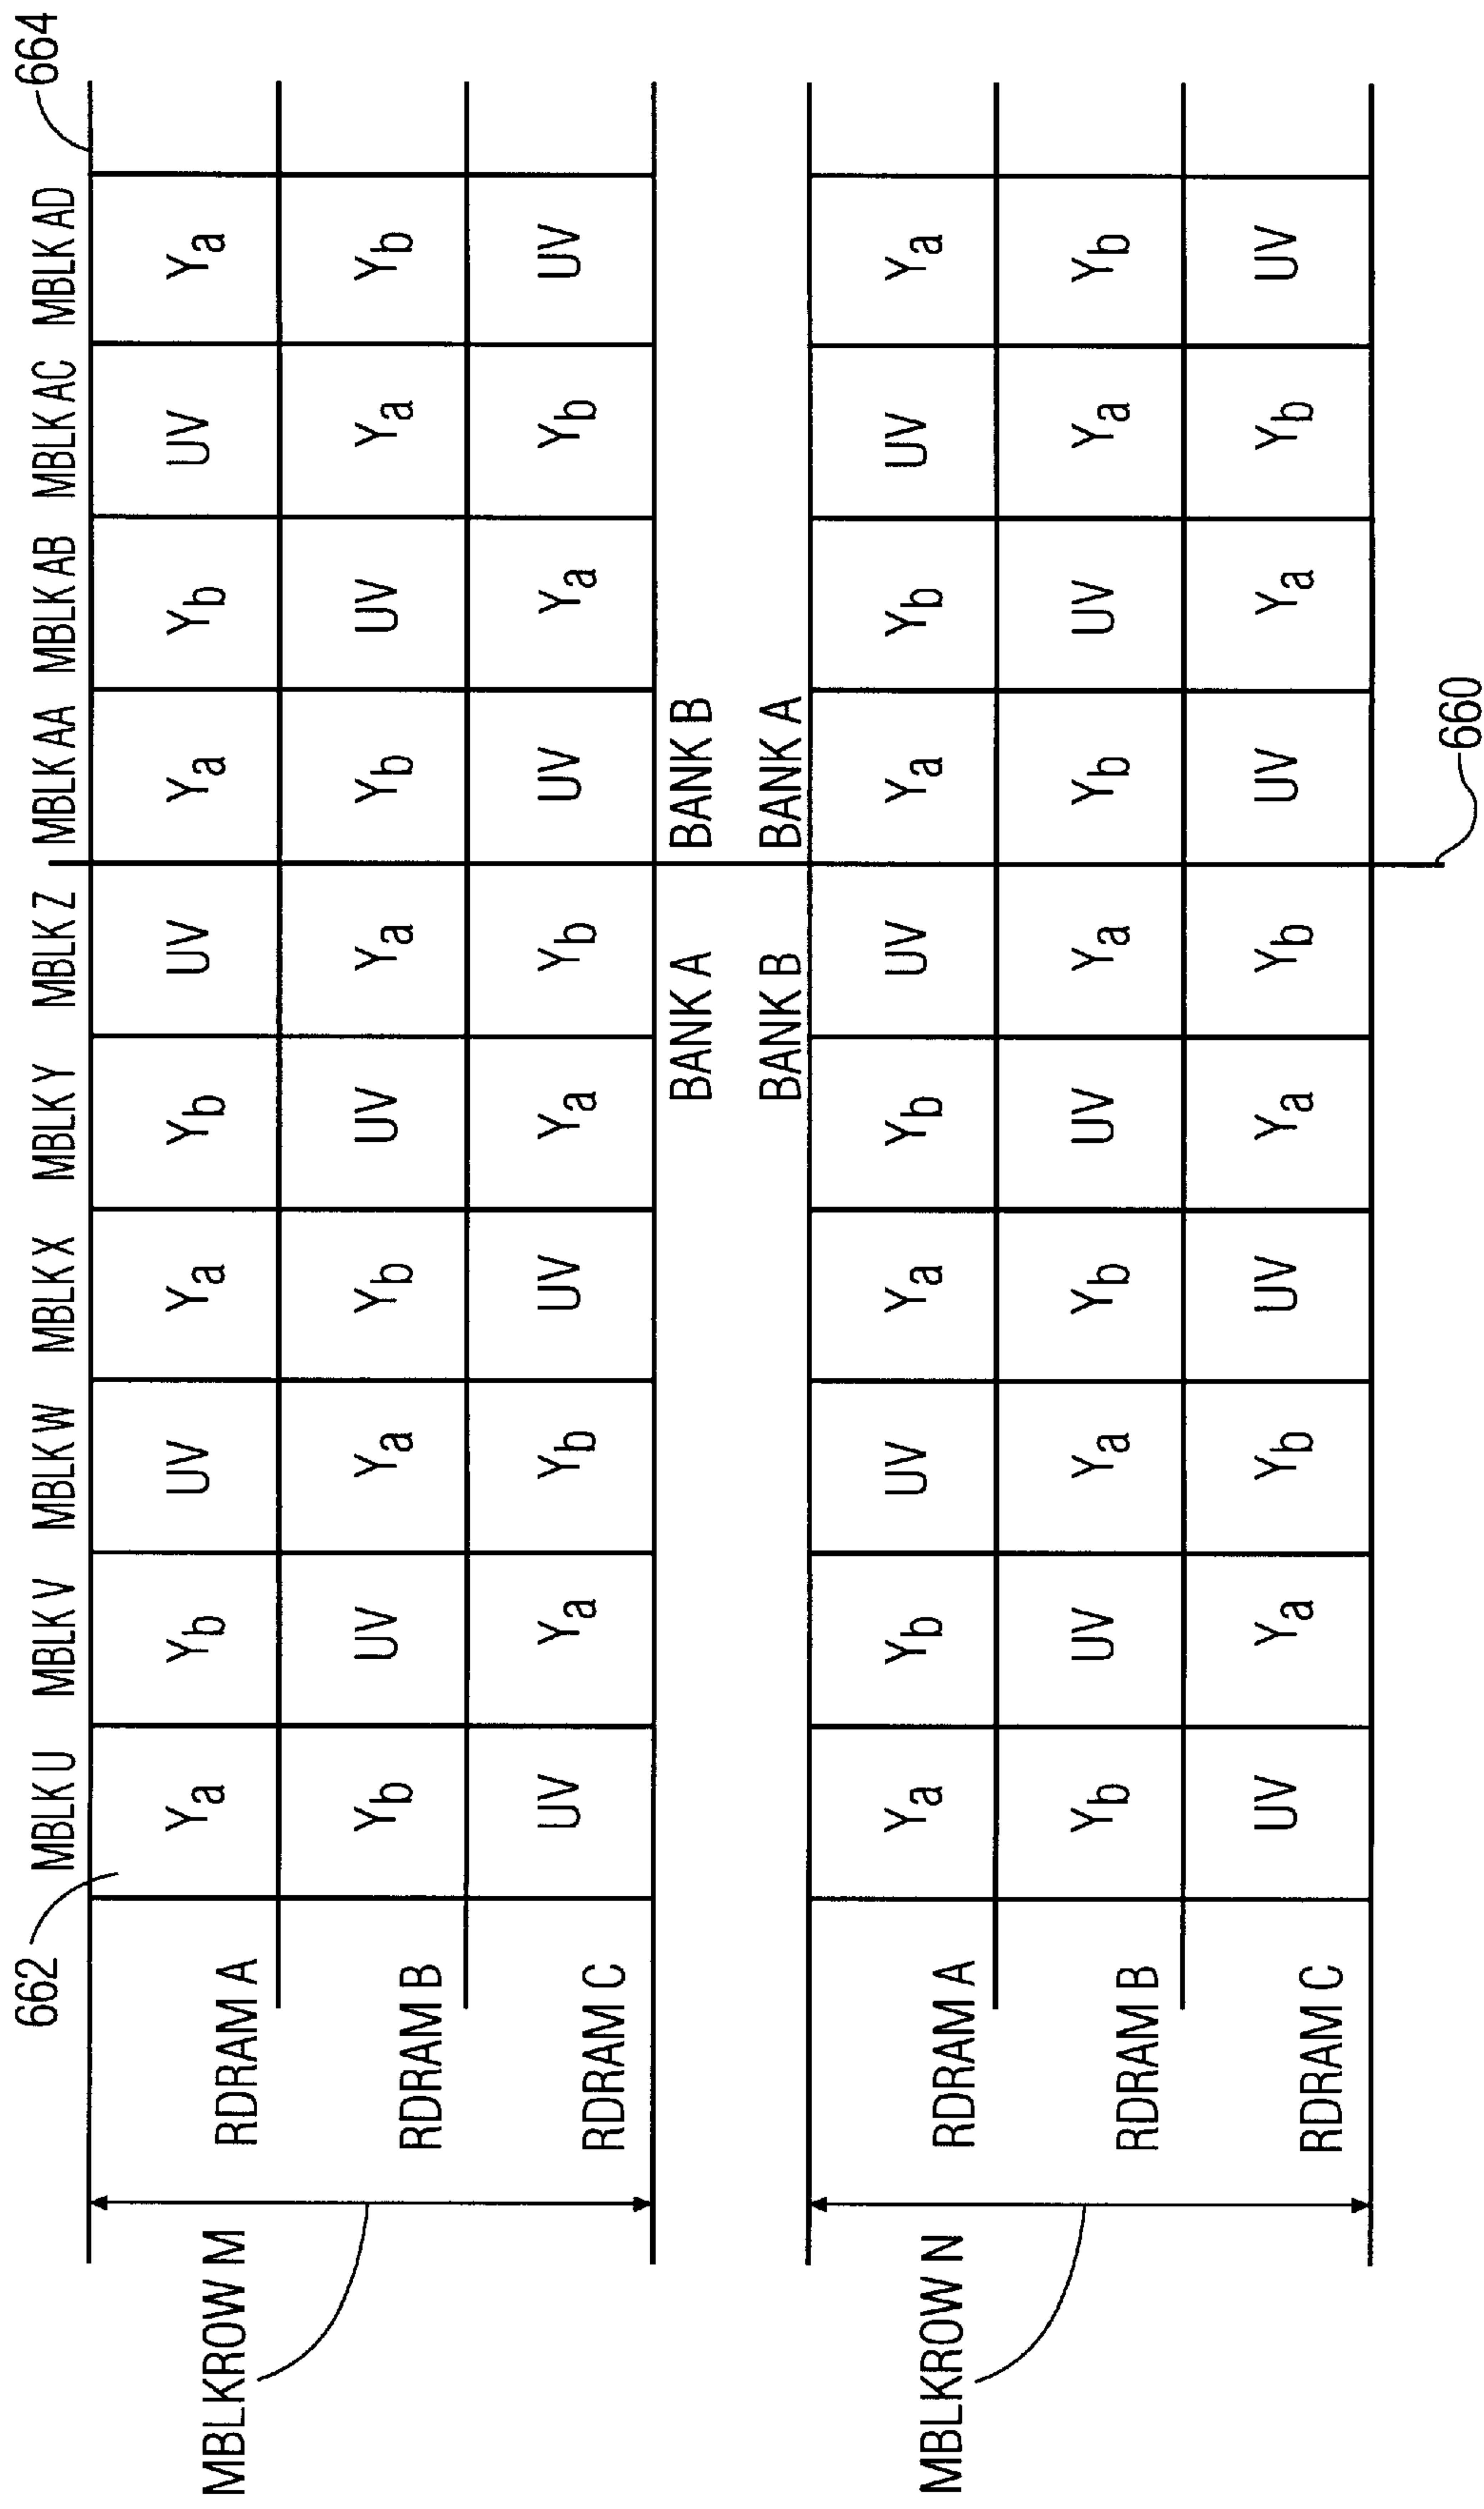 662
664
MBLK U MBLK V MBLK W MBLK X MBLK Y MBLK Z MBLK AA MBLK AB MBLK AC MBLK AD
MBLKROW M
RDRAM A Ya Yb UV Ya Yb UV Ya Yb UV Ya
RDRAM B Yb UV Ya Yb UV Ya Yb UV Ya Yb
RDRAM C UV Ya Yb UV Ya Yb UV Ya Yb UV
BANK A BANK B
BANK B BANK A
MBLKROW N
RDRAM A Ya Yb UV Ya Yb UV Ya Yb UV Ya
RDRAM B Yb UV Ya Yb UV Ya Yb UV Ya Yb
RDRAM C UV Ya Yb UV Ya Yb UV Ya Yb UV
660